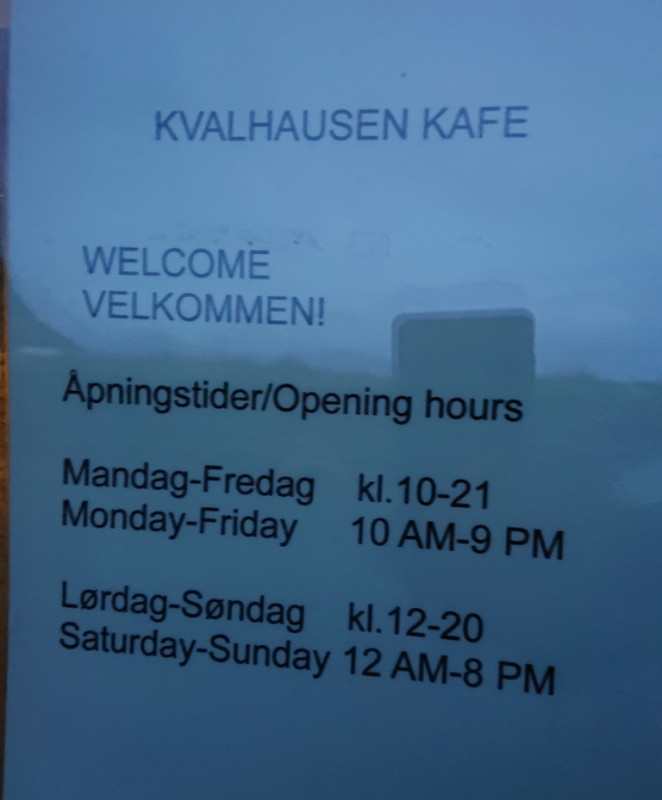 KVALHAUSEN KAFE
WELCOME
VELKOMMEN!
Åpningstider/Opening hours
Mandag-Fredag kl.10-21
Monday-Friday 10 AM-9 PM
Lørdag-Søndag kl.12-20
Saturday-Sunday 12 AM-8 PM